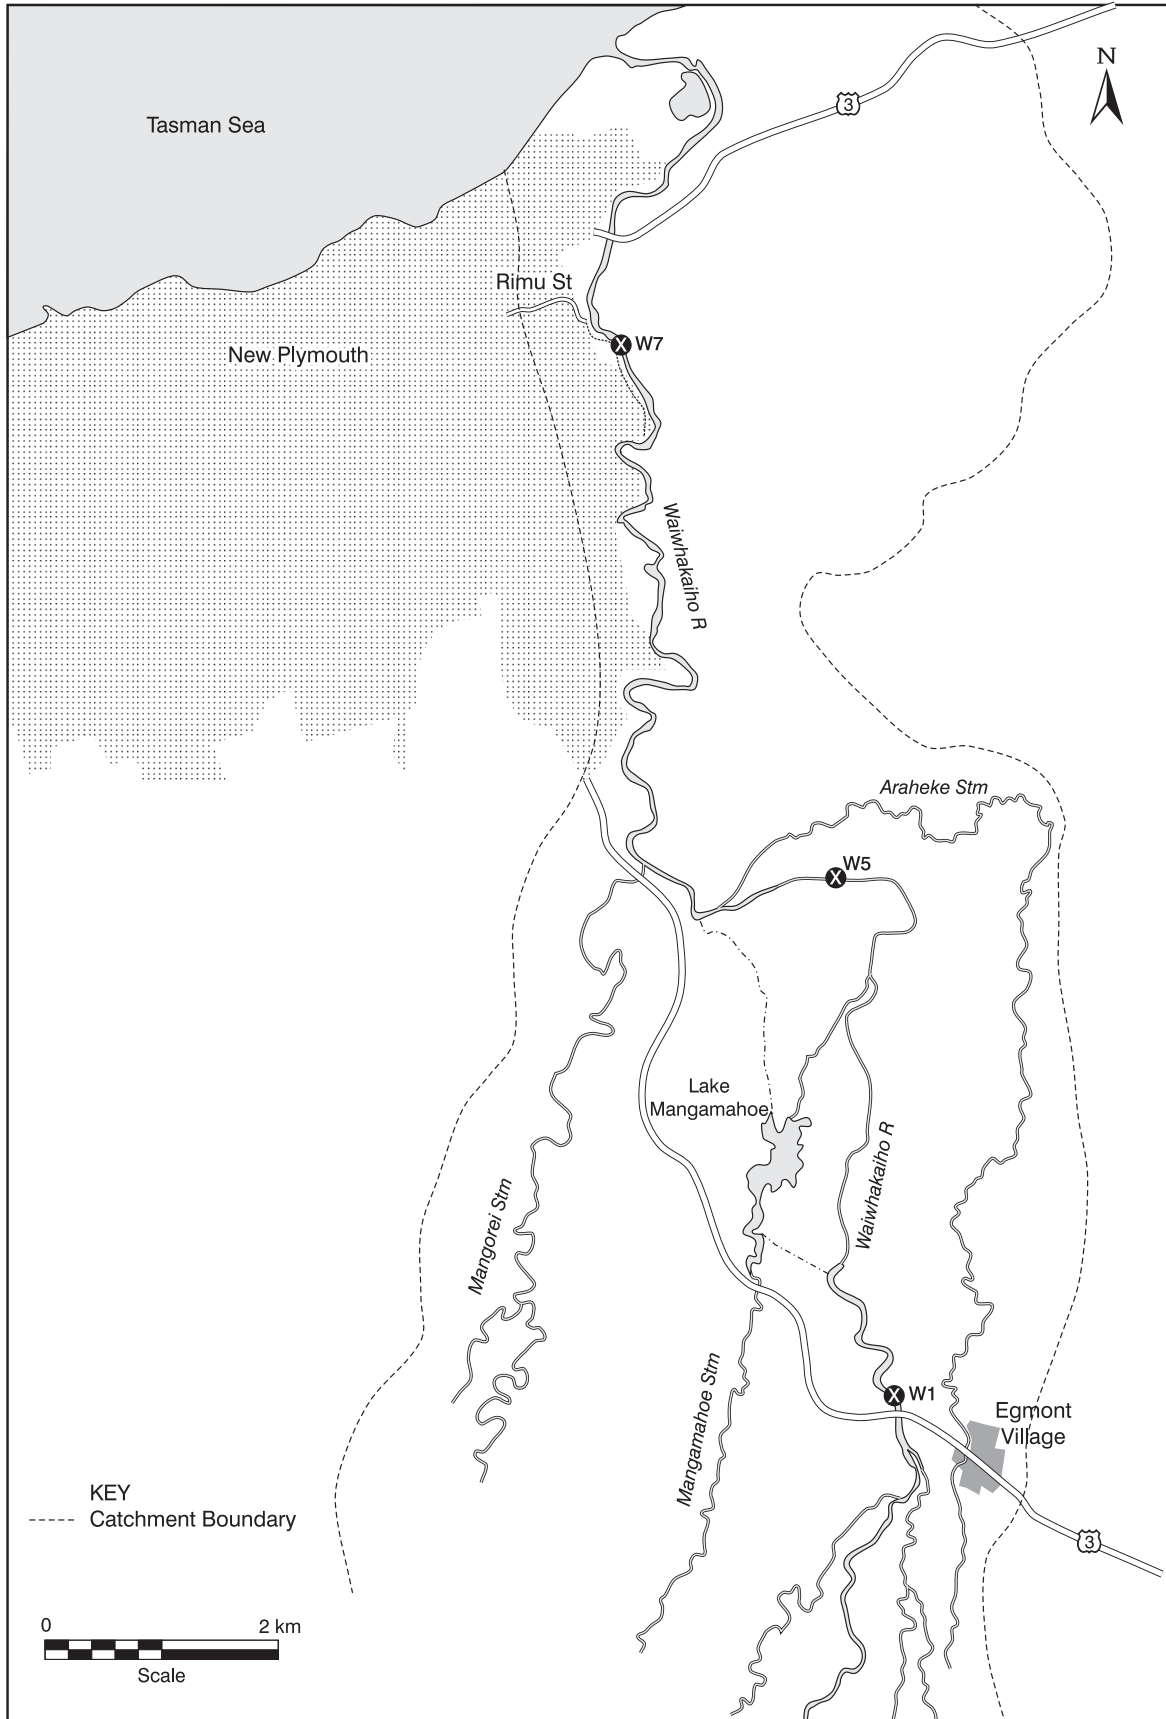 N
3
Tasman Sea
Rimu St
W7
New Plymouth
Waiwhakaiho R
Araheke Stm
W5
Lake
Mangamahoe
Waiwhakaiho R
Mangorei Stm
Mangamahoe Stm
W1
Egmont
Village
KEY
Catchment Boundary
3
0 2 km
Scale